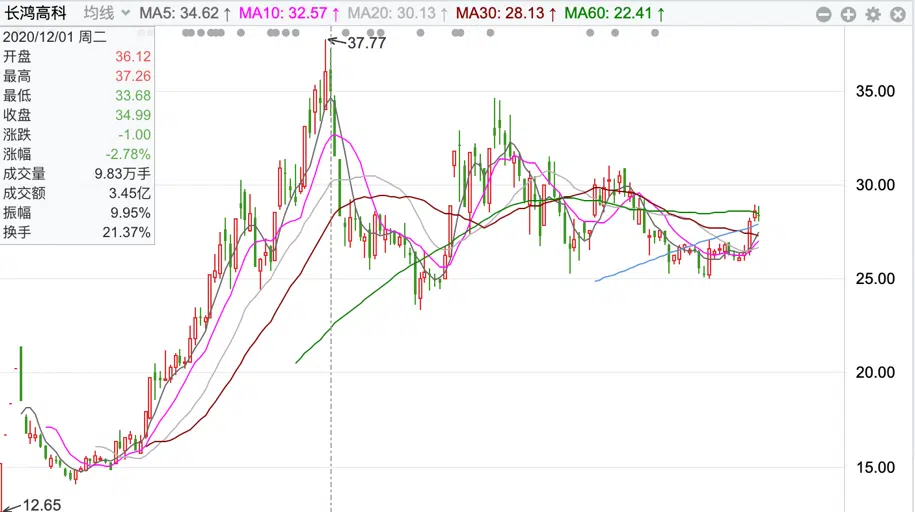 长鸿高科 均线 MA5: 34.62↑ MA10: 32.57↑ MA20: 30.13↑ MA30: 28.13↑ MA60: 22.41↑
2020/12/01 周二
开盘 36.12
最高 37.26
最低 33.68
收盘 34.99
涨跌 -1.00
涨幅 -2.78%
成交量 9.83万手
成交额 3.45亿
振幅 9.95%
换手 21.37%
37.77
35.00
30.00
25.00
20.00
15.00
12.65